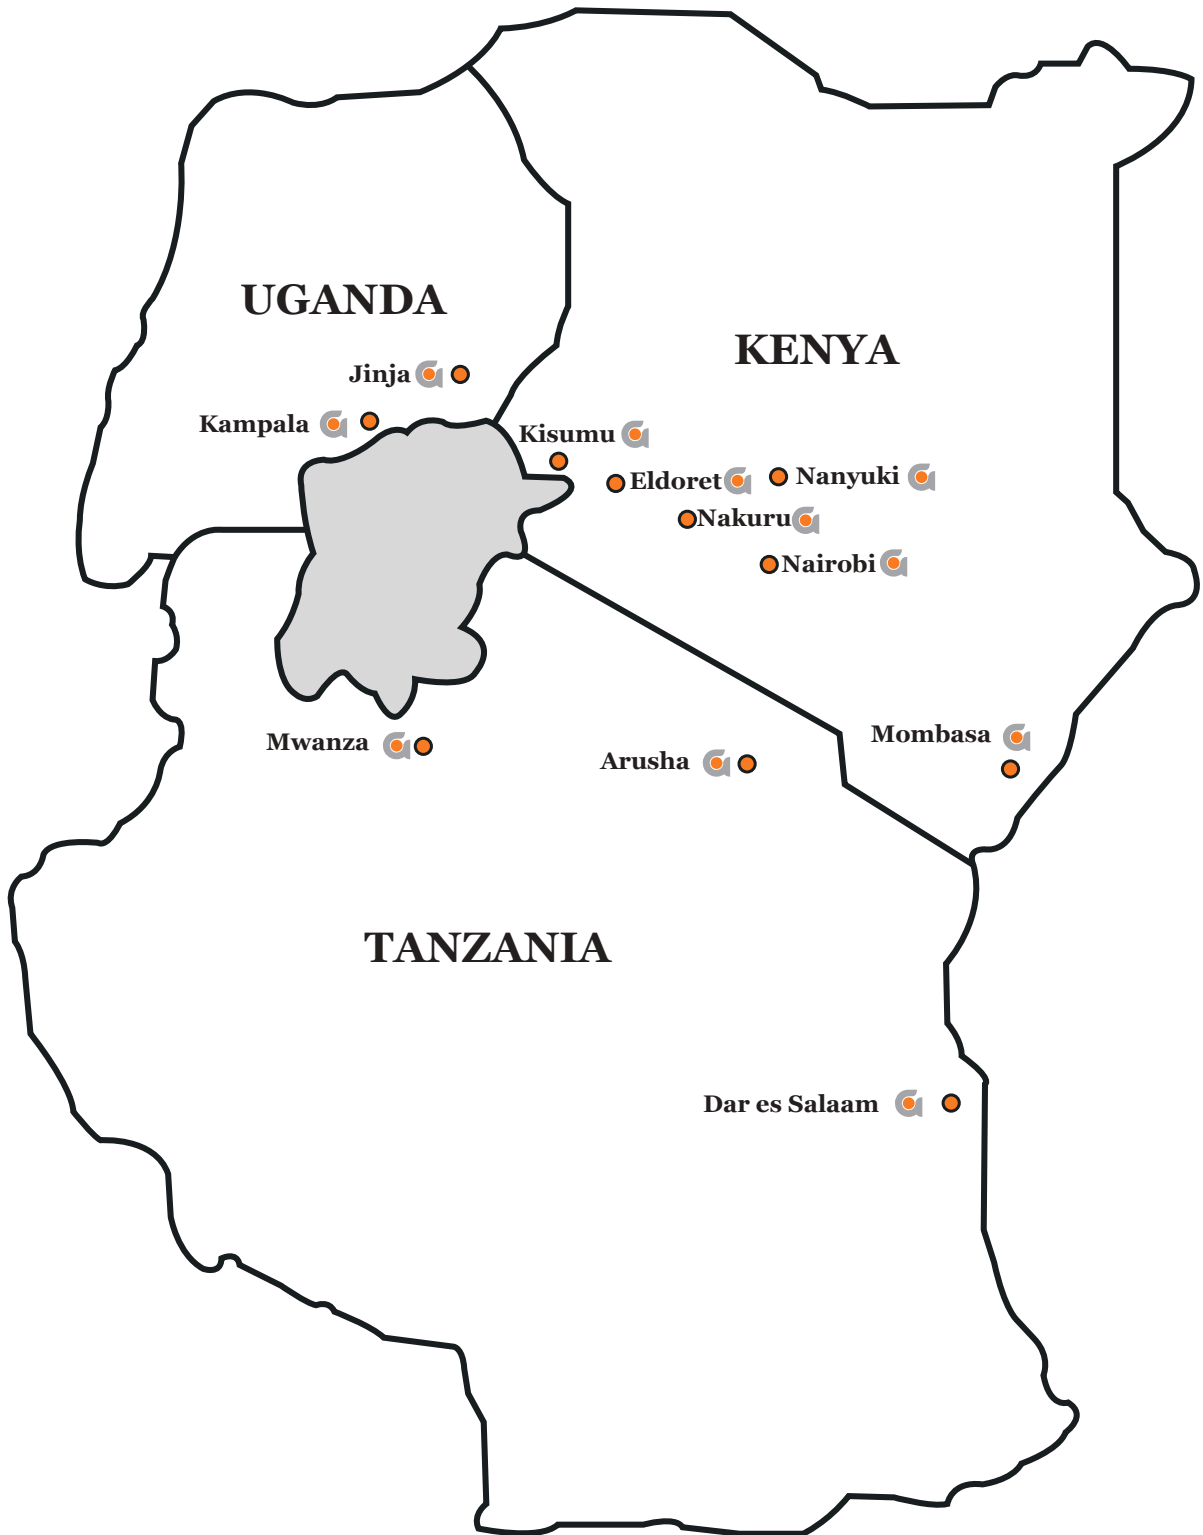 UGANDA
KENYA
Jinja
Kampala
Kisumu
Eldoret
Nanyuki
Nakuru
Nairobi
Mombasa
Mwanza
Arusha
TANZANIA
Dar es Salaam